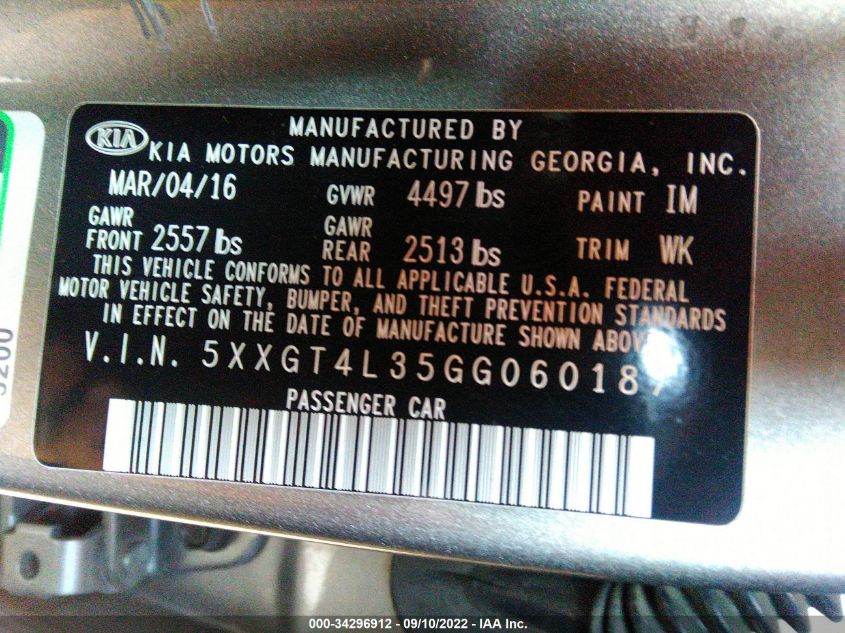 MANUFACTURED BY
KIA KIA MOTORS MANUFACTURING GEORGIA, INC.
MAR/04/16 GVWR 4497 lbs PAINT IM
GAWR FRONT 2557 lbs GAWR REAR 2513 lbs TRIM WK
THIS VEHICLE CONFORMS TO ALL APPLICABLE U.S.A. FEDERAL
MOTOR VEHICLE SAFETY, BUMPER, AND THEFT PREVENTION STANDARDS
IN EFFECT ON THE DATE OF MANUFACTURE SHOWN ABOVE
V.I.N. 5XXGT4L35GG060187
PASSENGER CAR
000-34296912 - 09/10/2022 - IAA Inc.